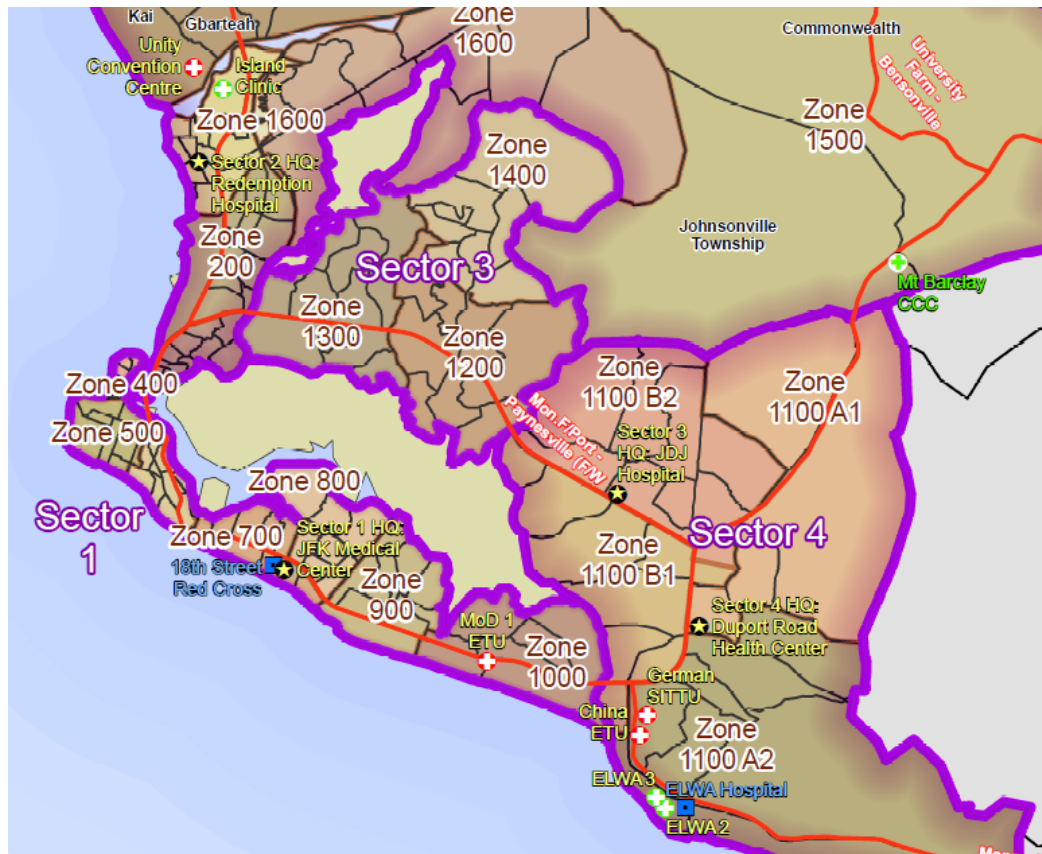 Kai
Gbarteah
Unity
Convention
Centre
Island
Clinic
Zone
1600
Zone 1600
Commonwealth
University
Farm -
Bensonville
Zone
1500
Zone
1400
Sector 2 HQ:
Redemption
Hospital
Johnsonville
Township
Zone
200
Sector 3
Mt Barclay
CCC
Zone
1300
Zone
1200
Zone
1100 B2
Zone
1100 A1
Zone 400
Zone 500
Mon.F/Port -
Paynesville (F/W
Sector 3
HQ: JDJ
Hospital
Zone 800
Sector
1
Zone 700
Sector 1 HQ:
JFK Medical
Center
Sector 4
18th Street
Red Cross
Zone
900
Zone
1100 B1
MoD 1
ETU
Zone
1000
Sector 4 HQ:
Duport Road
Health Center
German
SITTU
China
ETU
Zone
1100 A2
ELWA 3
ELWA Hospital
ELWA 2